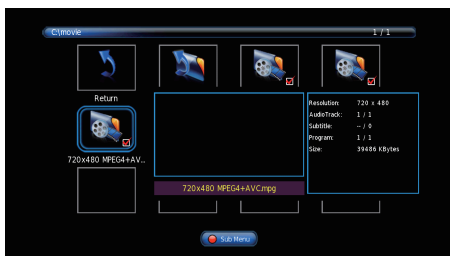 C:\movie
1 / 1
Return
720x480 MPEG4+AV..
720x480 MPEG4+AVC.mpg
Resolution: 720 x 480
AudioTrack: 1 / 1
Subtitle: -- / 0
Program: 1 / 1
Size: 39486 KBytes
Sub Menu